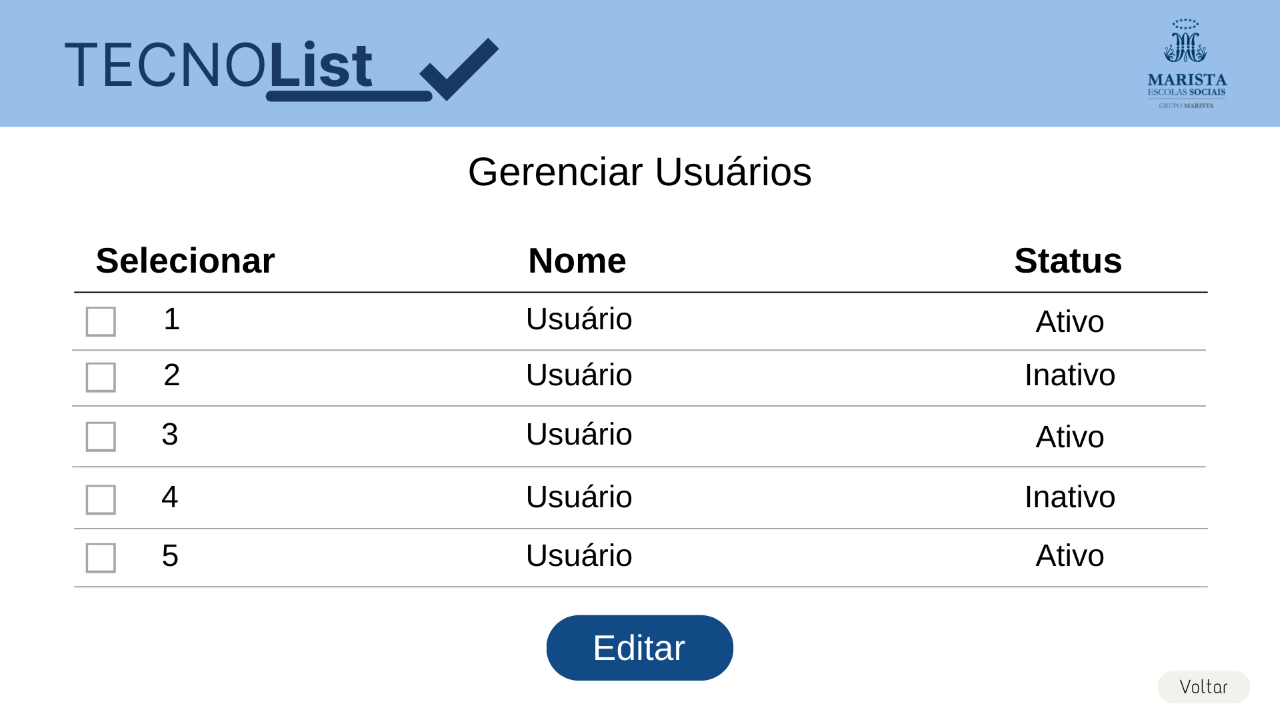 TECNOList
MARISTA
ESCOLAS SOCIAIS
GRUPO MARISTA
Gerenciar Usuários
Selecionar Nome Status
1 Usuário Ativo
2 Usuário Inativo
3 Usuário Ativo
4 Usuário Inativo
5 Usuário Ativo
Editar
Voltar